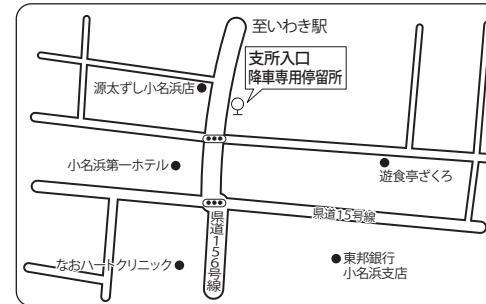 至いわき駅
支所入口
降車専用停留所
源太ずし小名浜店
小名浜第一ホテル
遊食亭ざくろ
県道15号線
県道156号線
なおハートクリニック
東邦銀行
小名浜支店